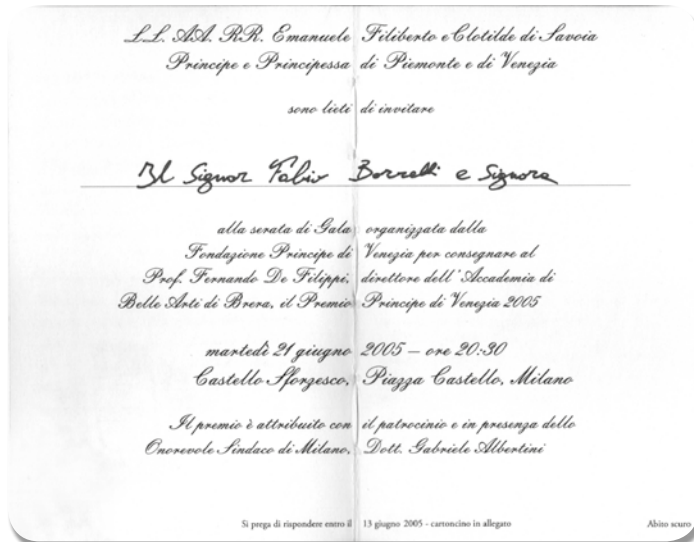 LL. AA. RR. Emanuele Filiberto e Clotilde di Savoia
Principe e Principessa di Piemonte e di Venezia
sono lieti di invitare
Il Signor Fabio Borrelli e Signora
alla serata di Gala organizzata dalla
Fondazione Principe di Venezia per consegnare al
Prof. Fernando De Filippi, direttore dell'Accademia di
Belle Arti di Brera, il Premio Principe di Venezia 2005
martedì 21 giugno 2005 – ore 20:30
Castello Sforzesco, Piazza Castello, Milano
Il premio è attribuito con il patrocinio e in presenza dello
Onorevole Sindaco di Milano, Dott. Gabriele Albertini
Si prega di rispondere entro il 13 giugno 2005 - cartoncino in allegato Abito scuro